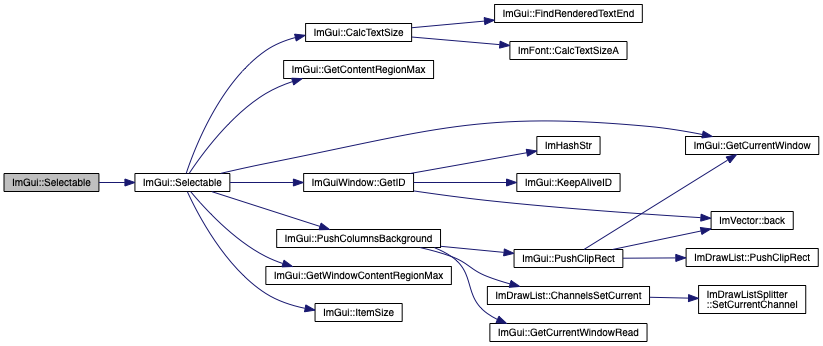 ImGui::Selectable
ImGui::Selectable
ImGui::CalcTextSize
ImGui::GetContentRegionMax
ImGuiWindow::GetID
ImGui::PushColumnsBackground
ImGui::GetWindowContentRegionMax
ImGui::ItemSize
ImGui::FindRenderedTextEnd
ImFont::CalcTextSizeA
ImHashStr
ImGui::KeepAliveID
ImGui::PushClipRect
ImDrawList::ChannelsSetCurrent
ImGui::GetCurrentWindowRead
ImGui::GetCurrentWindow
ImVector::back
ImDrawList::PushClipRect
ImDrawListSplitter
::SetCurrentChannel